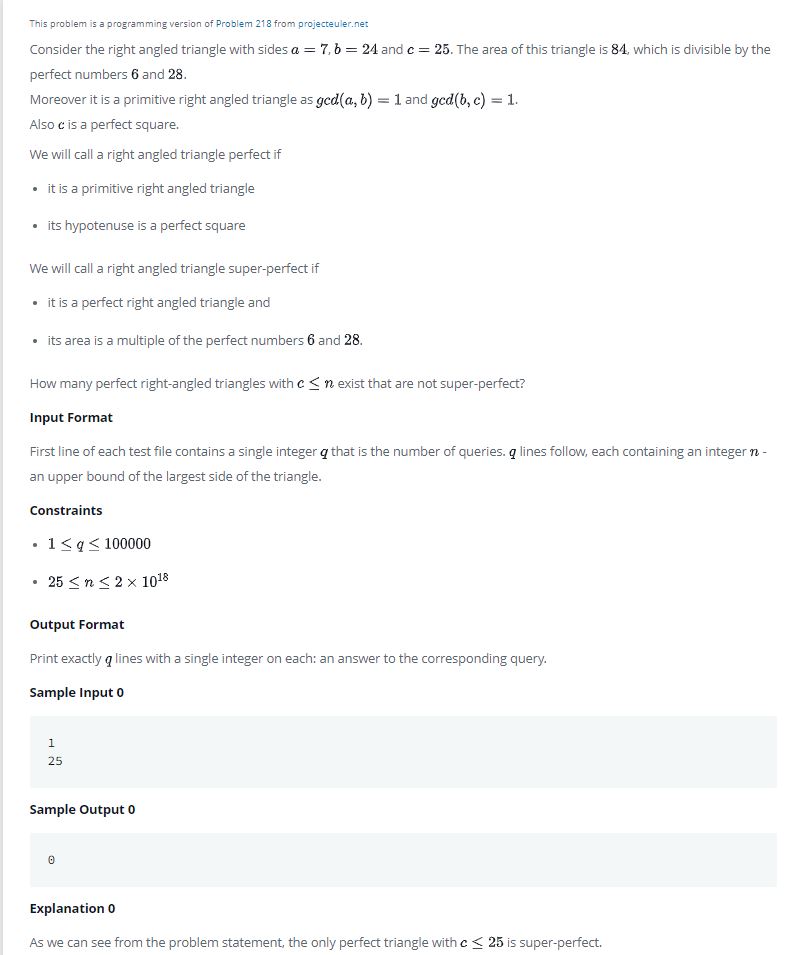 This problem is a programming version of Problem 218 from projecteuler.net
Consider the right angled triangle with sides a = 7, b = 24 and c = 25. The area of this triangle is 84, which is divisible by the
perfect numbers 6 and 28.
Moreover it is a primitive right angled triangle as gcd(a, b) = 1 and gcd(b, c) = 1.
Also c is a perfect square.
We will call a right angled triangle perfect if
• it is a primitive right angled triangle
• its hypotenuse is a perfect square
We will call a right angled triangle super-perfect if
• it is a perfect right angled triangle and
• its area is a multiple of the perfect numbers 6 and 28.
How many perfect right-angled triangles with c ≤ n exist that are not super-perfect?
Input Format
First line of each test file contains a single integer q that is the number of queries. q lines follow, each containing an integer n -
an upper bound of the largest side of the triangle.
Constraints
• 1 ≤ q ≤ 100000
• 25 ≤ n ≤ 2 × 10^18
Output Format
Print exactly q lines with a single integer on each: an answer to the corresponding query.
Sample Input 0
1
25
Sample Output 0
0
Explanation 0
As we can see from the problem statement, the only perfect triangle with c ≤ 25 is super-perfect.